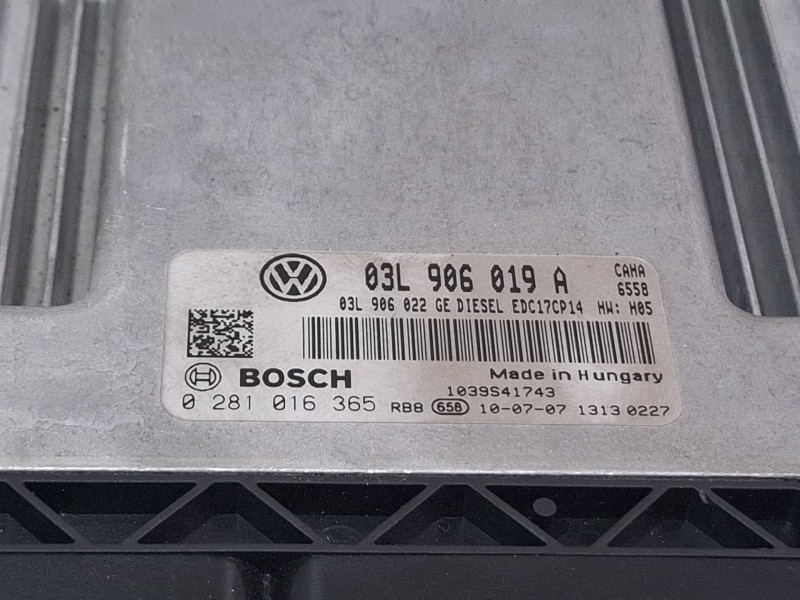 03L 906 019 A CAHA
6558
03L 906 022 GE DIESEL EDC17CP14 HW: H05
Made in Hungary
BOSCH
1039S41743
0 281 016 365 RB8 658 10-07-07 1313 0227